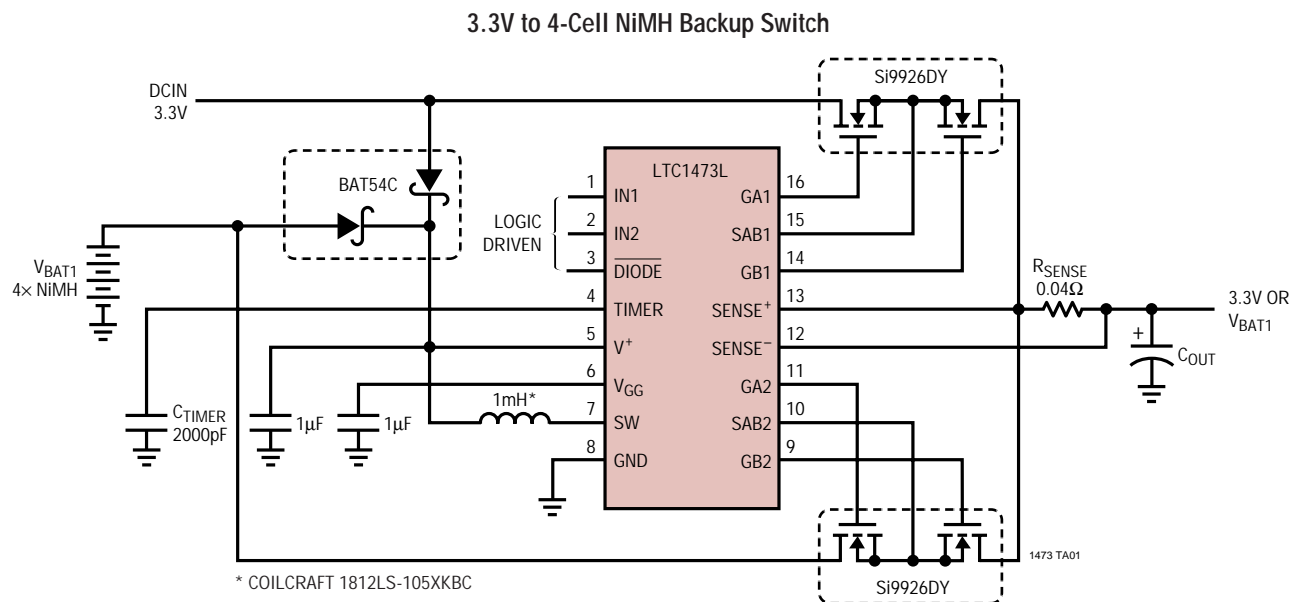 3.3V to 4-Cell NiMH Backup Switch
DCIN
3.3V
Si9926DY
BAT54C
LTC1473L
1
IN1
2
IN2
3
DIODE
4
TIMER
5
V+
6
VGG
7
SW
8
GND
16
GA1
15
SAB1
14
GB1
13
SENSE+
12
SENSE–
11
GA2
10
SAB2
9
GB2
LOGIC
DRIVEN
VBAT1
4× NiMH
RSENSE
0.04Ω
3.3V OR
VBAT1
+
COUT
CTIMER
2000pF
1µF
1µF
1mH*
Si9926DY
1473 TA01
* COILCRAFT 1812LS-105XKBC